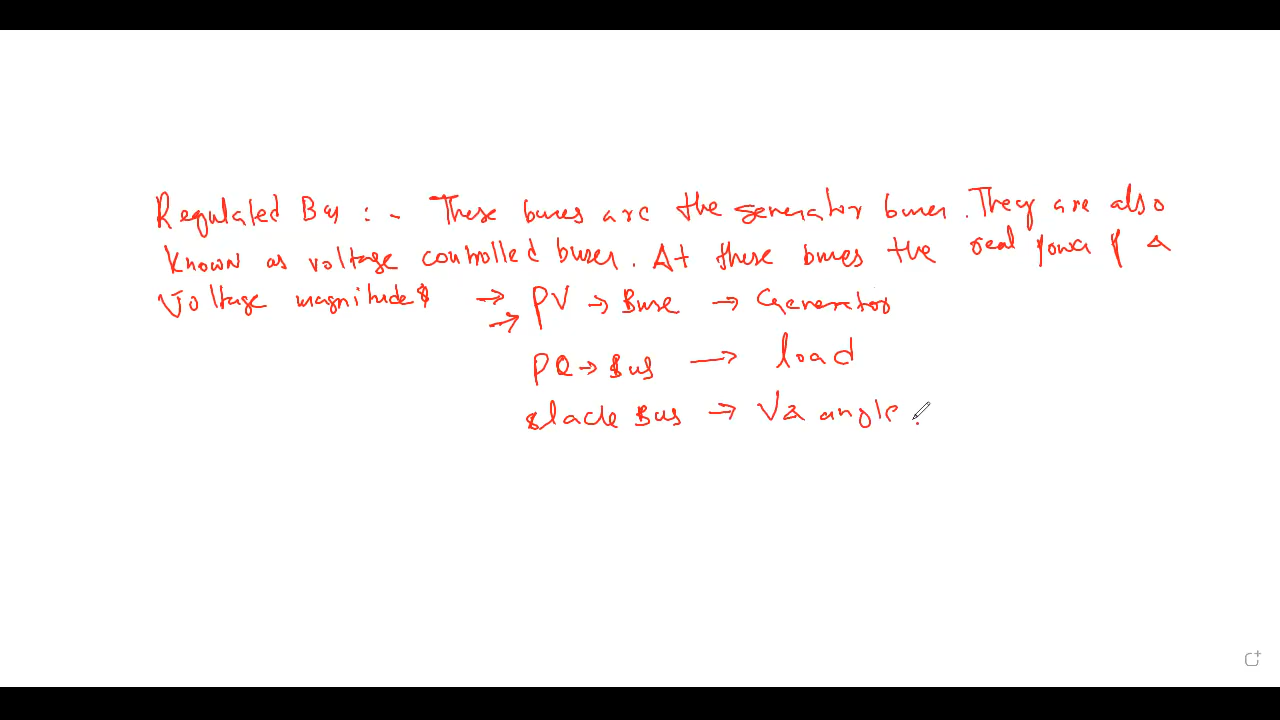 Regulated Bus :- These buses are the generator buses. They are also
known as voltage controlled buses. At these buses the real power P &
Voltage magnitude → PV → Buse → Generator
→
PQ → Bus → load
Slack Bus → V & angle.